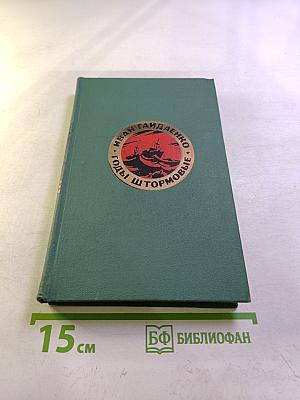 ИВАН ГАЙДАЕНКО
ГОДЫ ШТОРМОВЫЕ
15 см
БФ БИБЛИОФАН